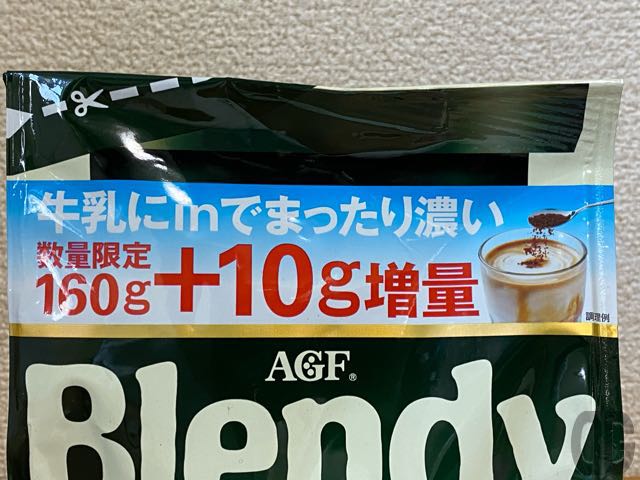 牛乳にinでまったり濃い
数量限定
160g+10g増量
調理例
AGF®
Blendy